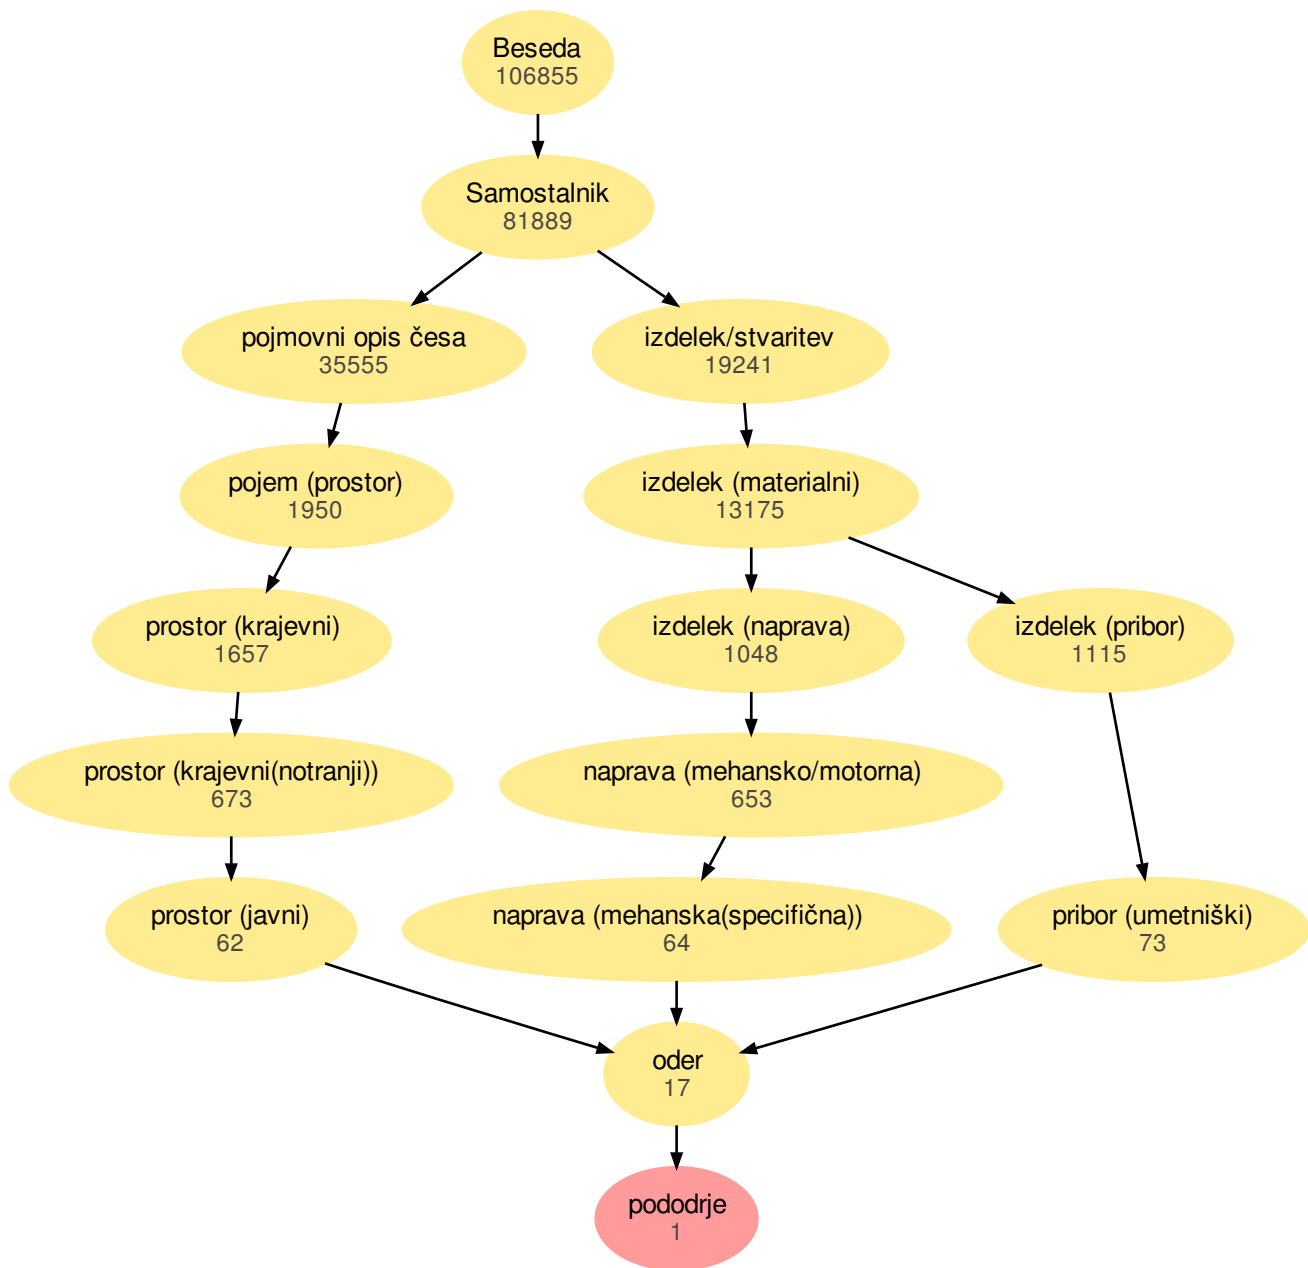 Beseda
106855
Samostalnik
81889
pojmovni opis česa
35555
izdelek/stvaritev
19241
pojem (prostor)
1950
izdelek (materialni)
13175
prostor (krajevni)
1657
izdelek (naprava)
1048
izdelek (pribor)
1115
prostor (krajevni(notranji))
673
naprava (mehansko/motorna)
653
prostor (javni)
62
naprava (mehanska(specifična))
64
pribor (umetniški)
73
oder
17
pododrje
1